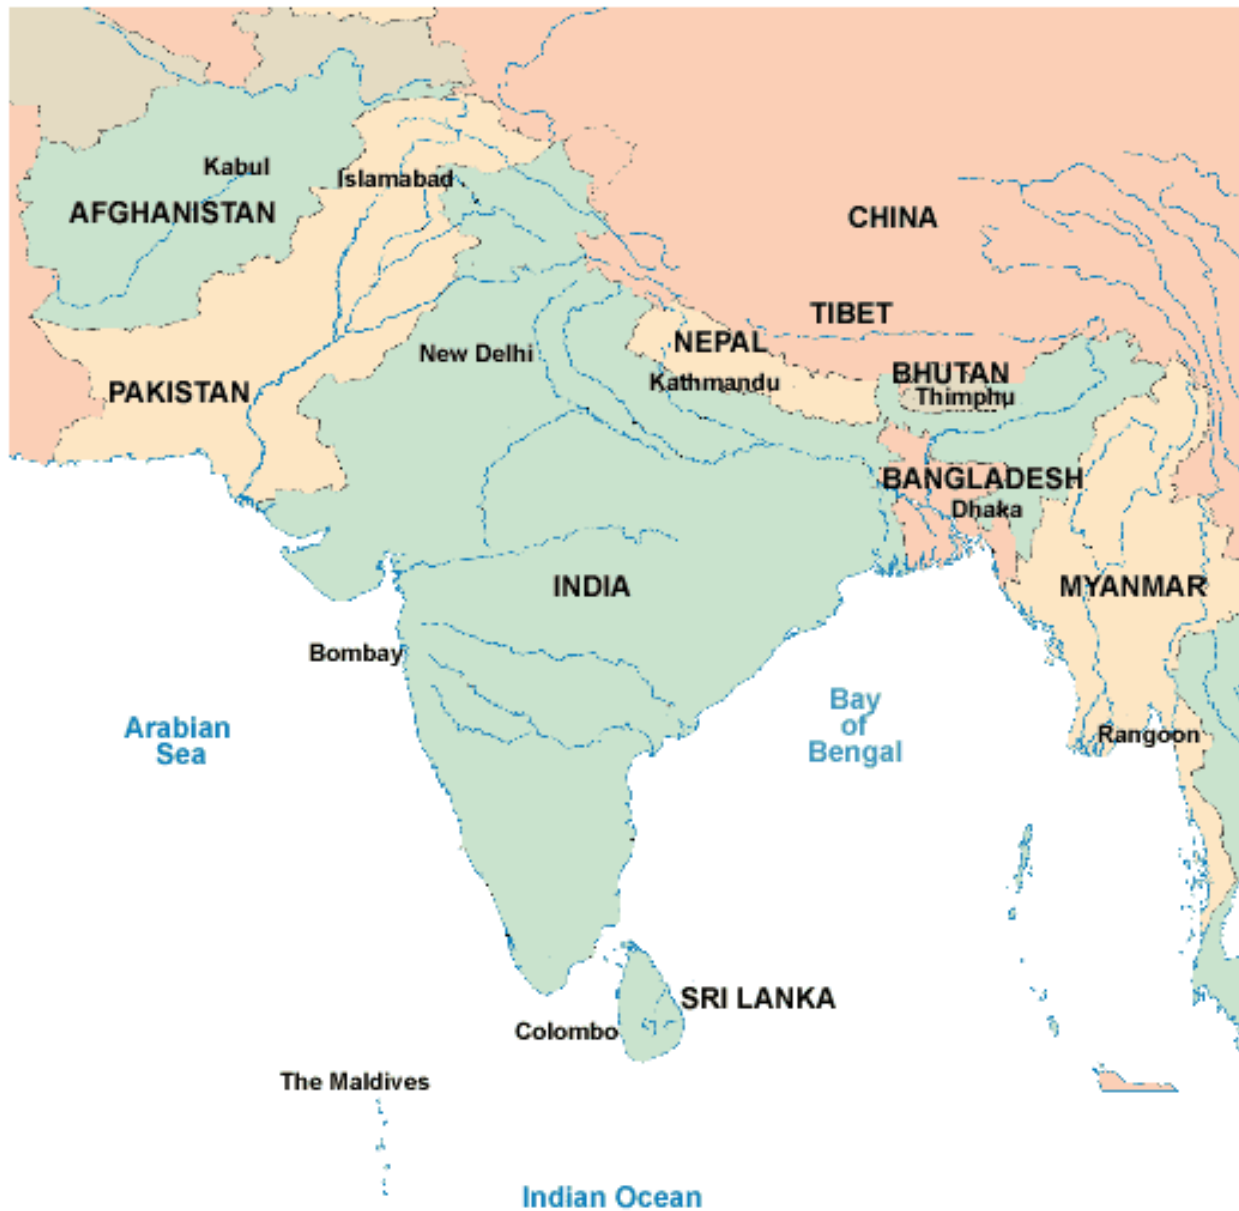 Kabul
Islamabad
AFGHANISTAN
CHINA
TIBET
New Delhi
NEPAL
PAKISTAN
Kathmandu
BHUTAN
Thimphu
BANGLADESH
Dhaka
INDIA
MYANMAR
Bombay
Arabian
Sea
Bay
of
Bengal
Rangoon
SRI LANKA
Colombo
The Maldives
Indian Ocean